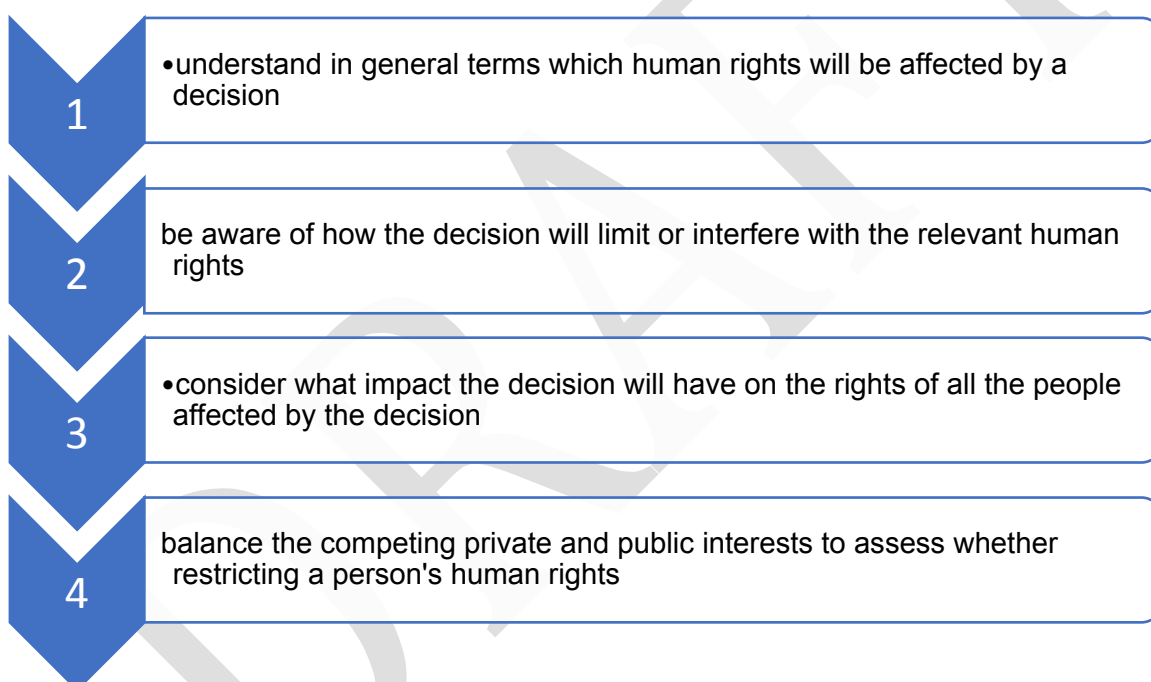 1
•understand in general terms which human rights will be affected by a
decision
2
be aware of how the decision will limit or interfere with the relevant human
rights
3
•consider what impact the decision will have on the rights of all the people
affected by the decision
4
balance the competing private and public interests to assess whether
restricting a person's human rights
DRAFT